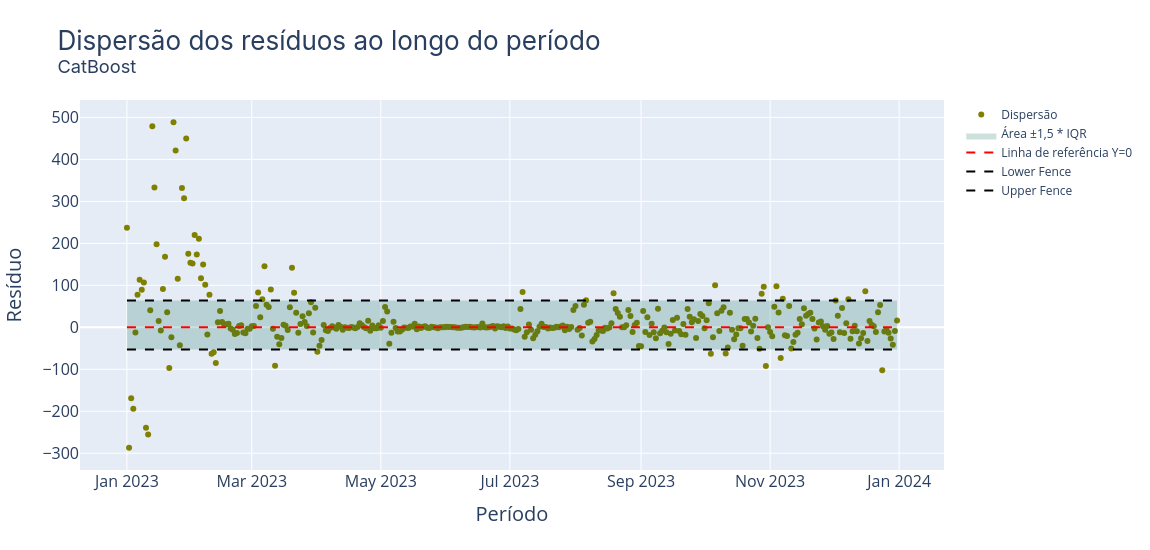 Dispersão dos resíduos ao longo do período
CatBoost
500
400
300
200
100
0
−100
−200
−300
Resíduo
Jan 2023 Mar 2023 May 2023 Jul 2023 Sep 2023 Nov 2023 Jan 2024
Período
Dispersão
Área ±1,5 * IQR
Linha de referência Y=0
Lower Fence
Upper Fence